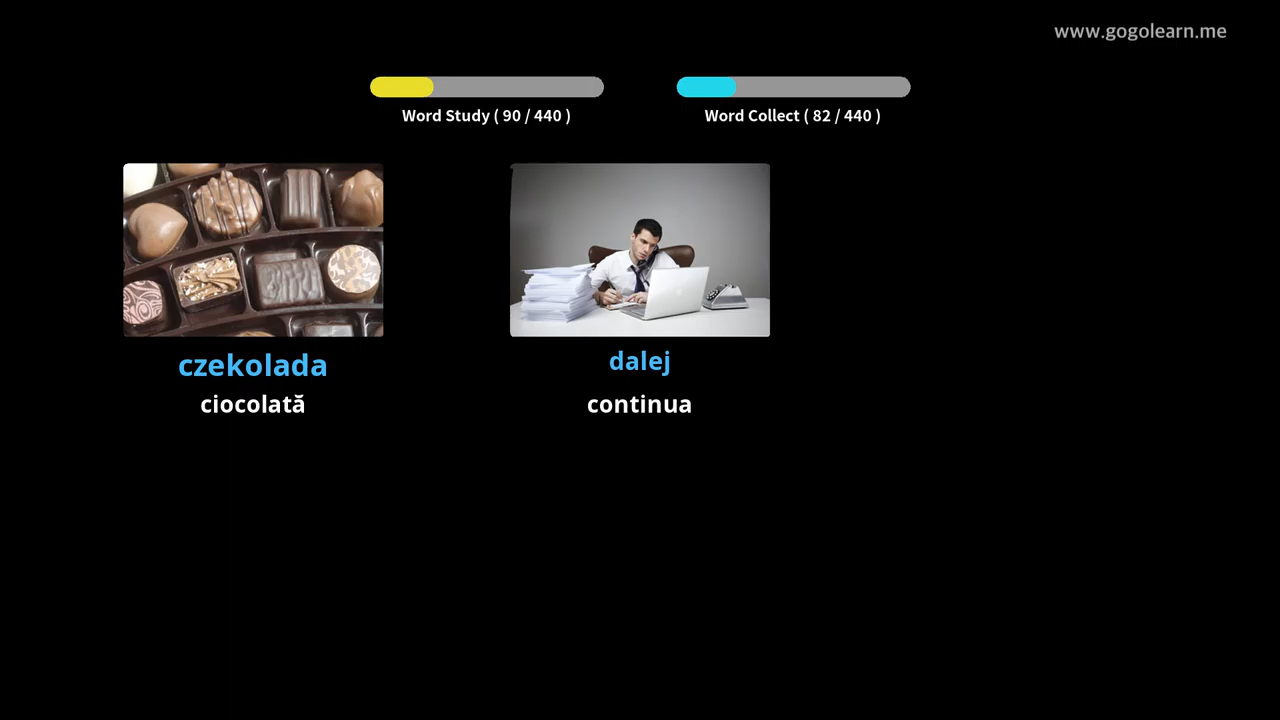 www.gogolearn.me
Word Study ( 90 / 440 )
Word Collect ( 82 / 440 )
czekolada
ciocolată
dalej
continua